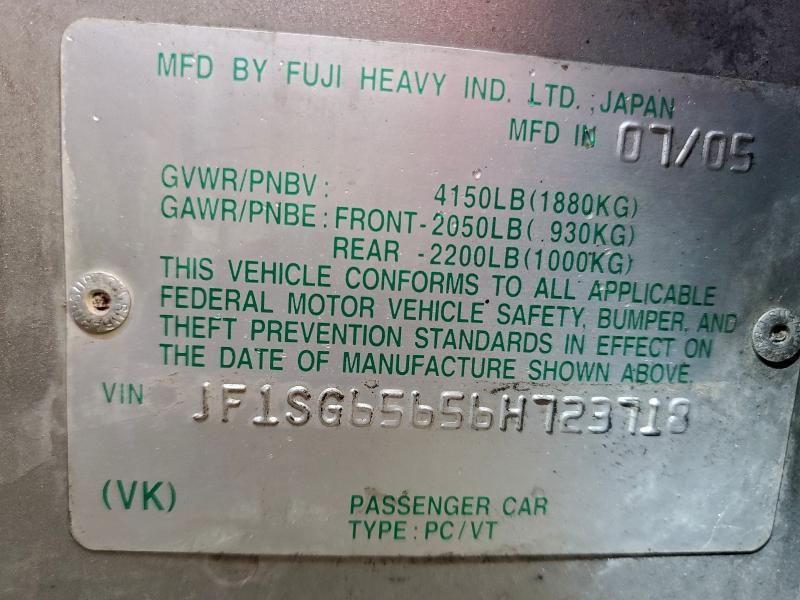 MFD BY FUJI HEAVY IND. LTD., JAPAN
MFD IN 07/05
GVWR/PNBV: 4150LB(1880KG)
GAWR/PNBE: FRONT-2050LB( 930KG)
REAR -2200LB(1000KG)
THIS VEHICLE CONFORMS TO ALL APPLICABLE
FEDERAL MOTOR VEHICLE SAFETY, BUMPER, AND
THEFT PREVENTION STANDARDS IN EFFECT ON
THE DATE OF MANUFACTURE SHOWN ABOVE.
VIN JF1SG65656H723718
(VK)
PASSENGER CAR
TYPE: PC/VT